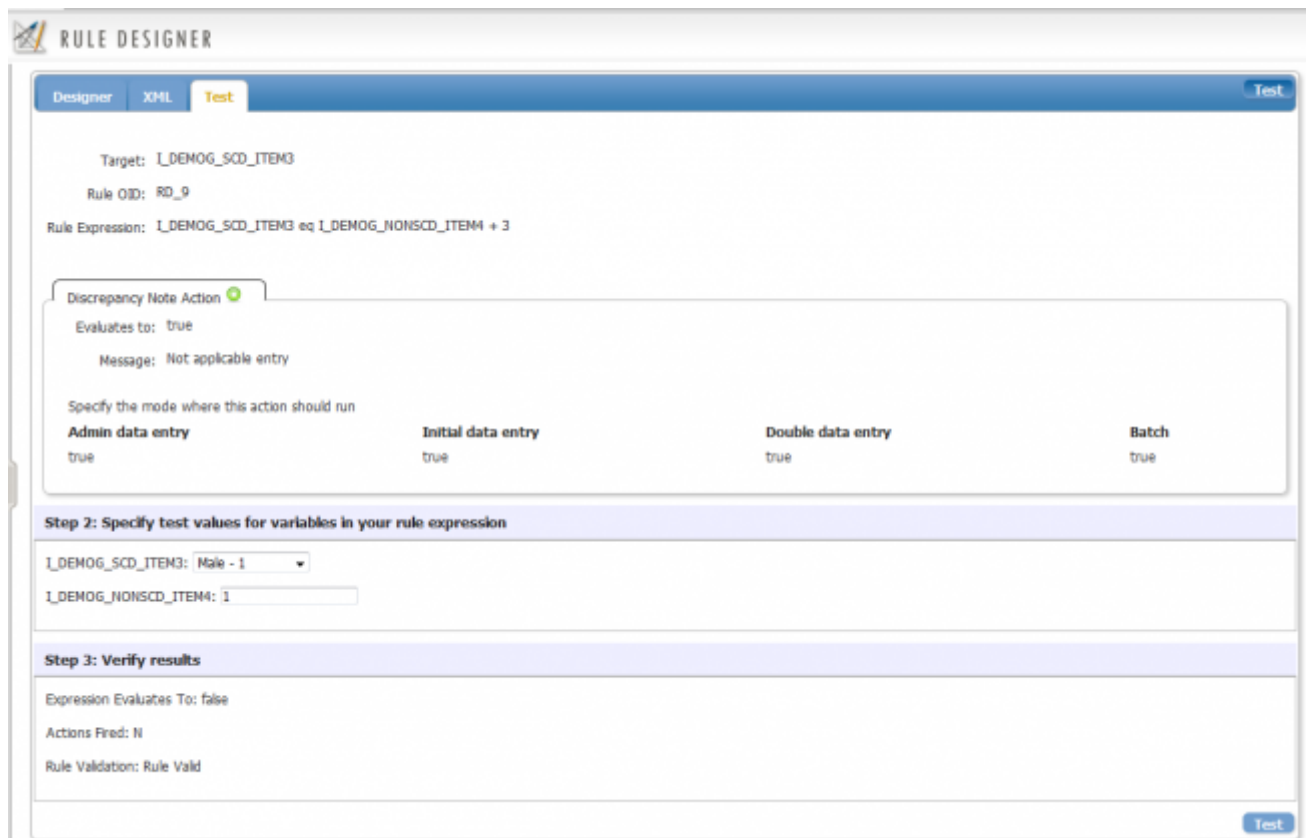 RULE DESIGNER
Designer XML Test Test
Target: I_DEMOG_SCD_ITEM3
Rule OID: RD_9
Rule Expression: I_DEMOG_SCD_ITEM3 eq I_DEMOG_NONSCD_ITEM4 + 3
Discrepancy Note Action
Evaluates to: true
Message: Not applicable entry
Specify the mode where this action should run
Admin data entry Initial data entry Double data entry Batch
true true true true
Step 2: Specify test values for variables in your rule expression
I_DEMOG_SCD_ITEM3: Male - 1
I_DEMOG_NONSCD_ITEM4: 1
Step 3: Verify results
Expression Evaluates To: false
Actions Fired: N
Rule Validation: Rule Valid
Test